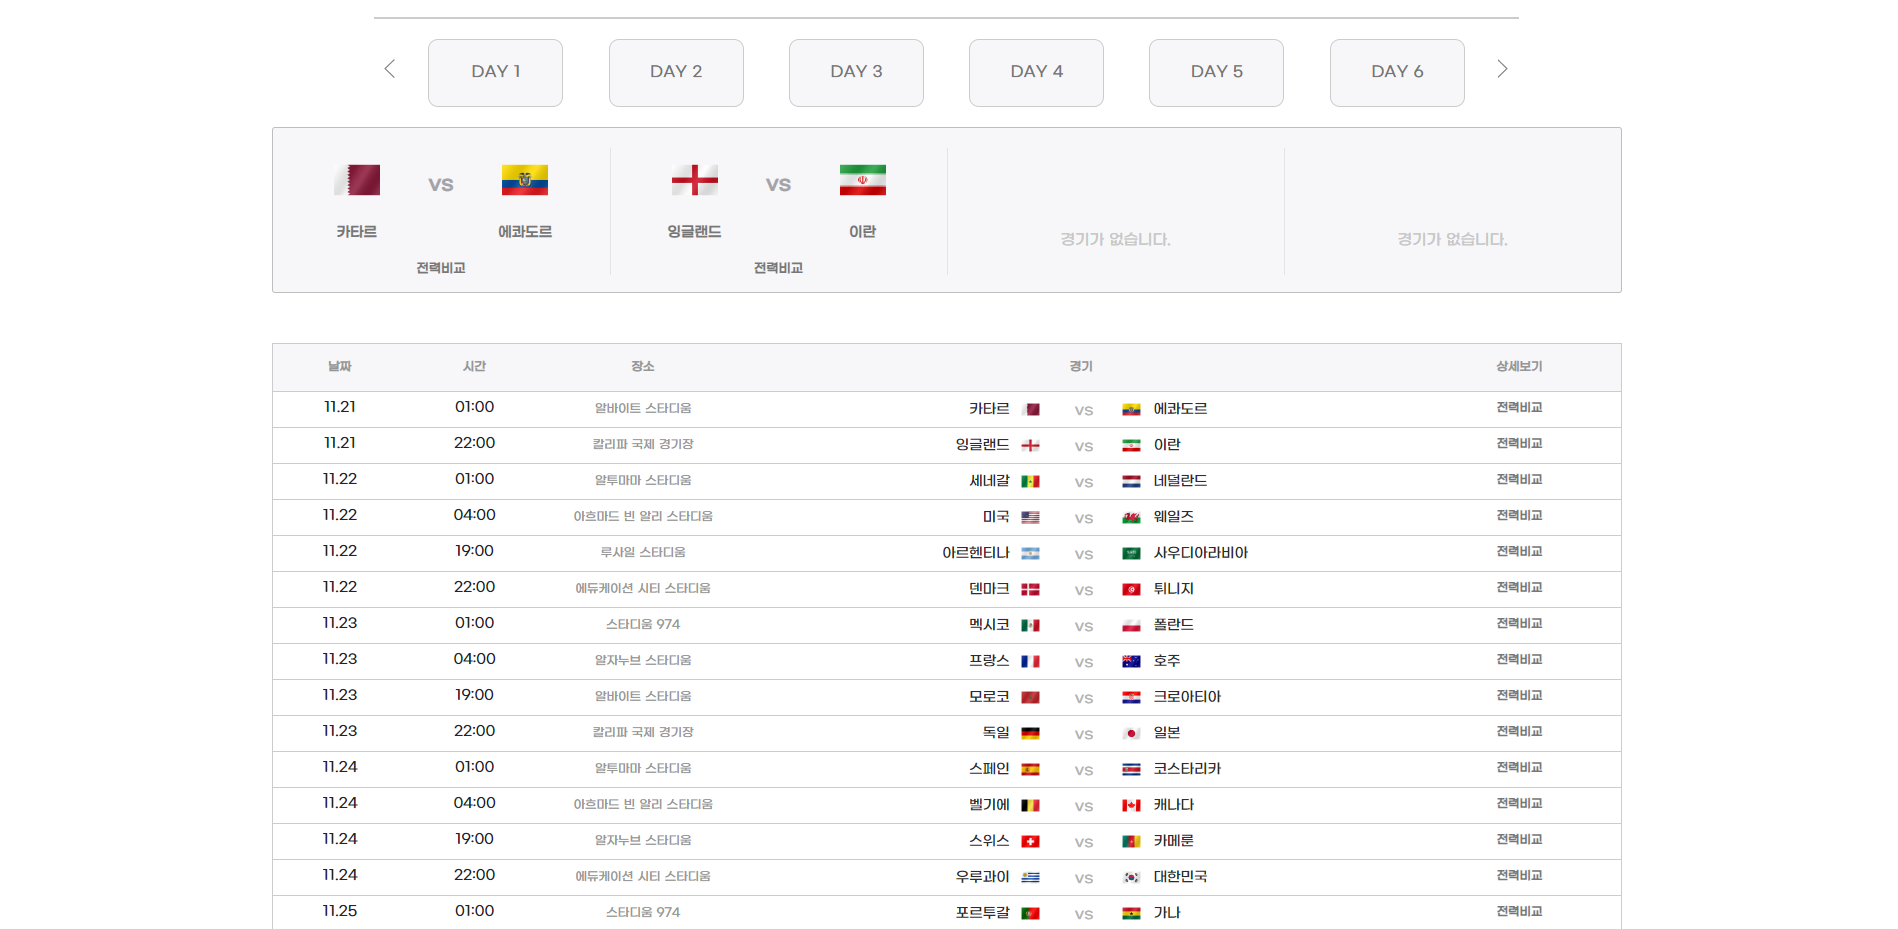 DAY 1 DAY 2 DAY 3 DAY 4 DAY 5 DAY 6
카타르 VS 에콰도르
전력비교
잉글랜드 VS 이란
전력비교
경기가 없습니다.
경기가 없습니다.
날짜 시간 장소 경기 상세보기
11.21 01:00 알바이트 스타디움 카타르 VS 에콰도르 전력비교
11.21 22:00 칼리파 국제 경기장 잉글랜드 VS 이란 전력비교
11.22 01:00 알투마마 스타디움 세네갈 VS 네덜란드 전력비교
11.22 04:00 아흐마드 빈 알리 스타디움 미국 VS 웨일즈 전력비교
11.22 19:00 루사일 스타디움 아르헨티나 VS 사우디아라비아 전력비교
11.22 22:00 에듀케이션 시티 스타디움 덴마크 VS 튀니지 전력비교
11.23 01:00 스타디움 974 멕시코 VS 폴란드 전력비교
11.23 04:00 알자누브 스타디움 프랑스 VS 호주 전력비교
11.23 19:00 알바이트 스타디움 모로코 VS 크로아티아 전력비교
11.23 22:00 칼리파 국제 경기장 독일 VS 일본 전력비교
11.24 01:00 알투마마 스타디움 스페인 VS 코스타리카 전력비교
11.24 04:00 아흐마드 빈 알리 스타디움 벨기에 VS 캐나다 전력비교
11.24 19:00 알자누브 스타디움 스위스 VS 카메룬 전력비교
11.24 22:00 에듀케이션 시티 스타디움 우루과이 VS 대한민국 전력비교
11.25 01:00 스타디움 974 포르투갈 VS 가나 전력비교